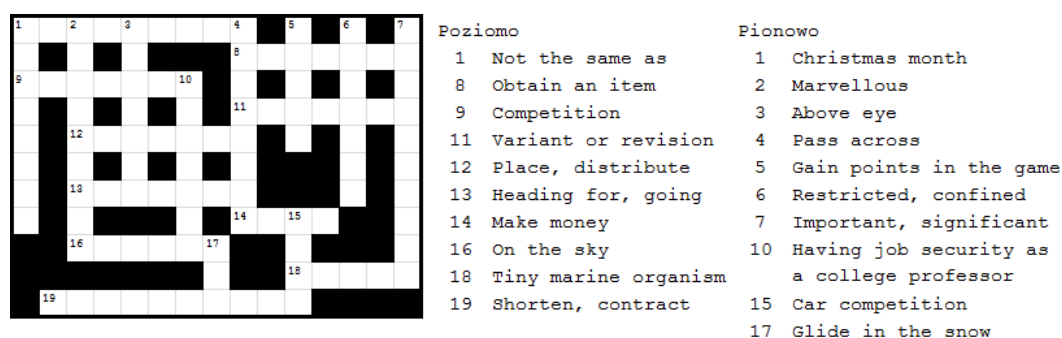 1 2 3 4 5 6 7
8
9 10
11
12
13
14 15
16 17
18
19
Poziomo
1 Not the same as
8 Obtain an item
9 Competition
11 Variant or revision
12 Place, distribute
13 Heading for, going
14 Make money
16 On the sky
18 Tiny marine organism
19 Shorten, contract
Pionowo
1 Christmas month
2 Marvellous
3 Above eye
4 Pass across
5 Gain points in the game
6 Restricted, confined
7 Important, significant
10 Having job security as
a college professor
15 Car competition
17 Glide in the snow